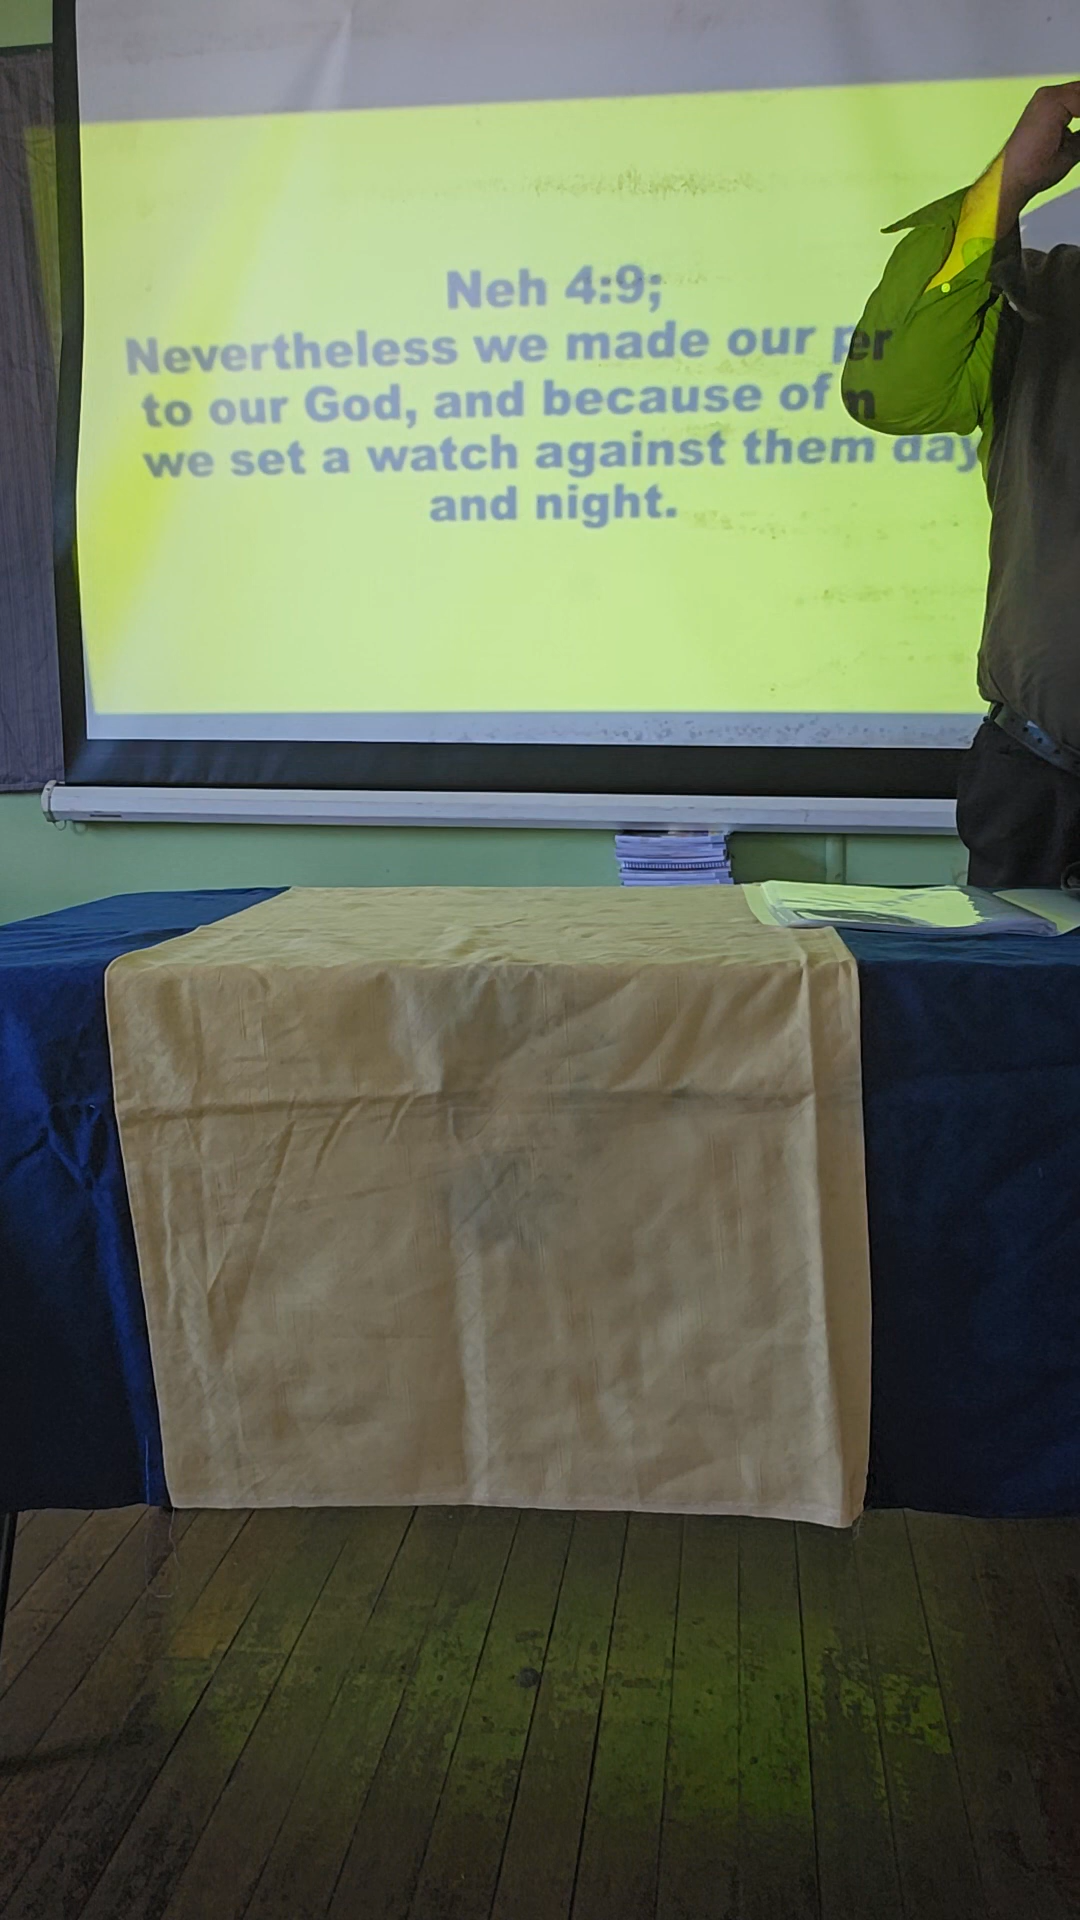 Neh 4:9;
Nevertheless we made our
to our God, and because of
we set a watch against them day
and night.